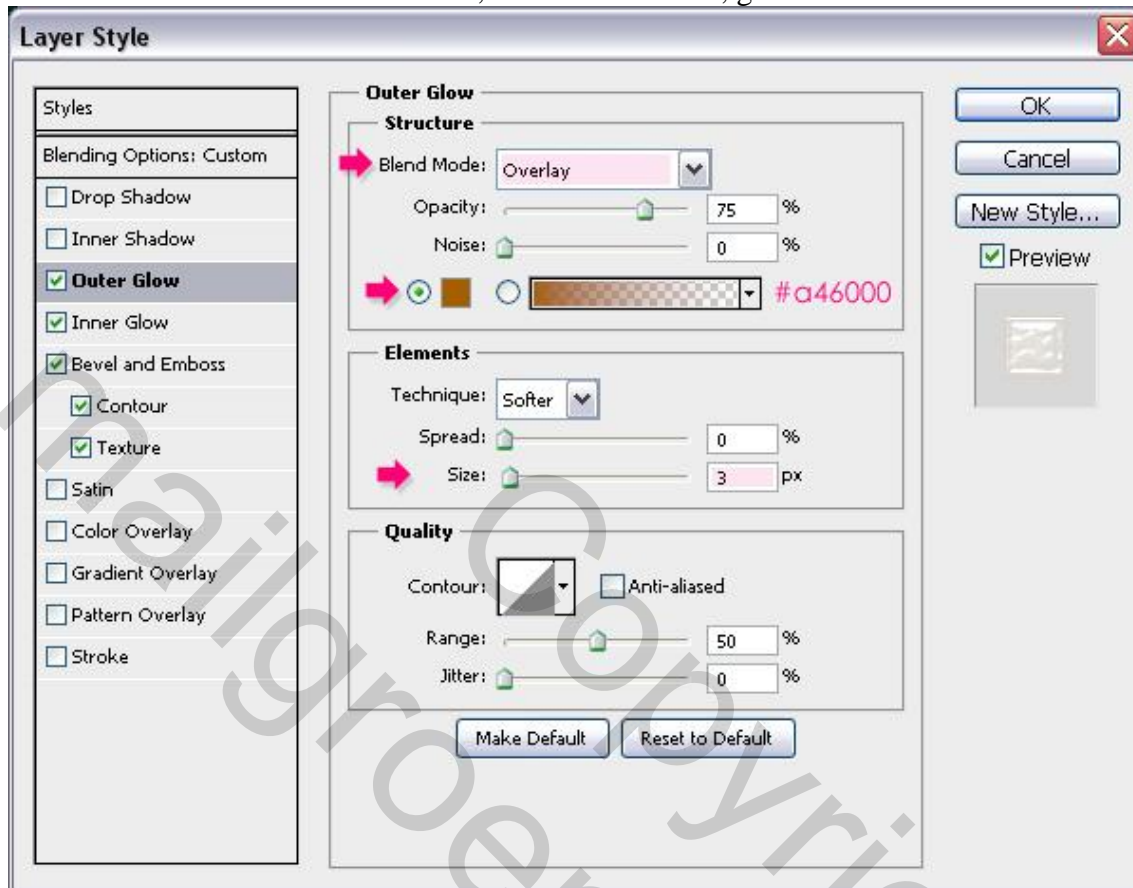 Layer Style
Styles
Blending Options: Custom
Drop Shadow
Inner Shadow
Outer Glow
Inner Glow
Bevel and Emboss
Contour
Texture
Satin
Color Overlay
Gradient Overlay
Pattern Overlay
Stroke
Outer Glow
Structure
Blend Mode: Overlay
Opacity: 75 %
Noise: 0 %
#a46000
Elements
Technique: Softer
Spread: 0 %
Size: 3 px
Quality
Contour: Anti-aliased
Range: 50 %
Jitter: 0 %
Make Default Reset to Default
OK
Cancel
New Style...
Preview